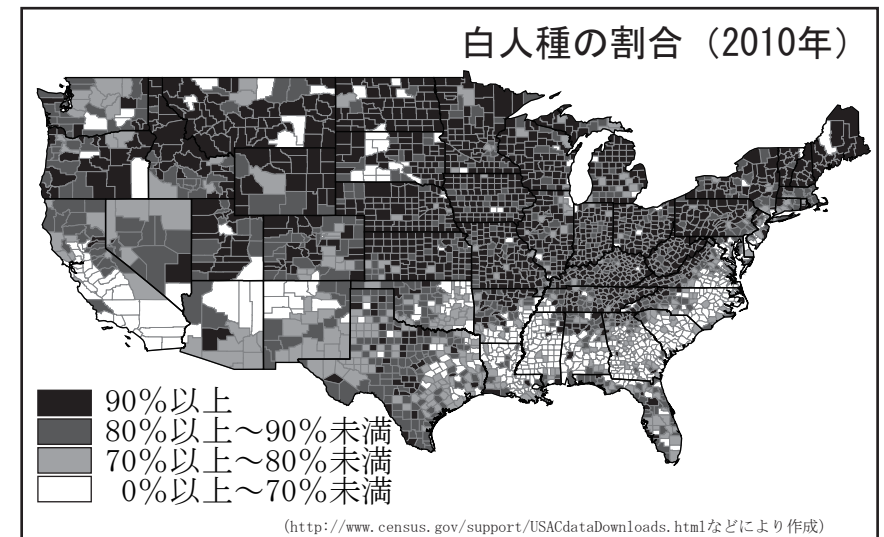 白人種の割合（2010年）
90％以上
80％以上～90％未満
70％以上～80％未満
0％以上～70％未満
(http://www.census.gov/support/USACdataDownloads.htmlなどにより作成)